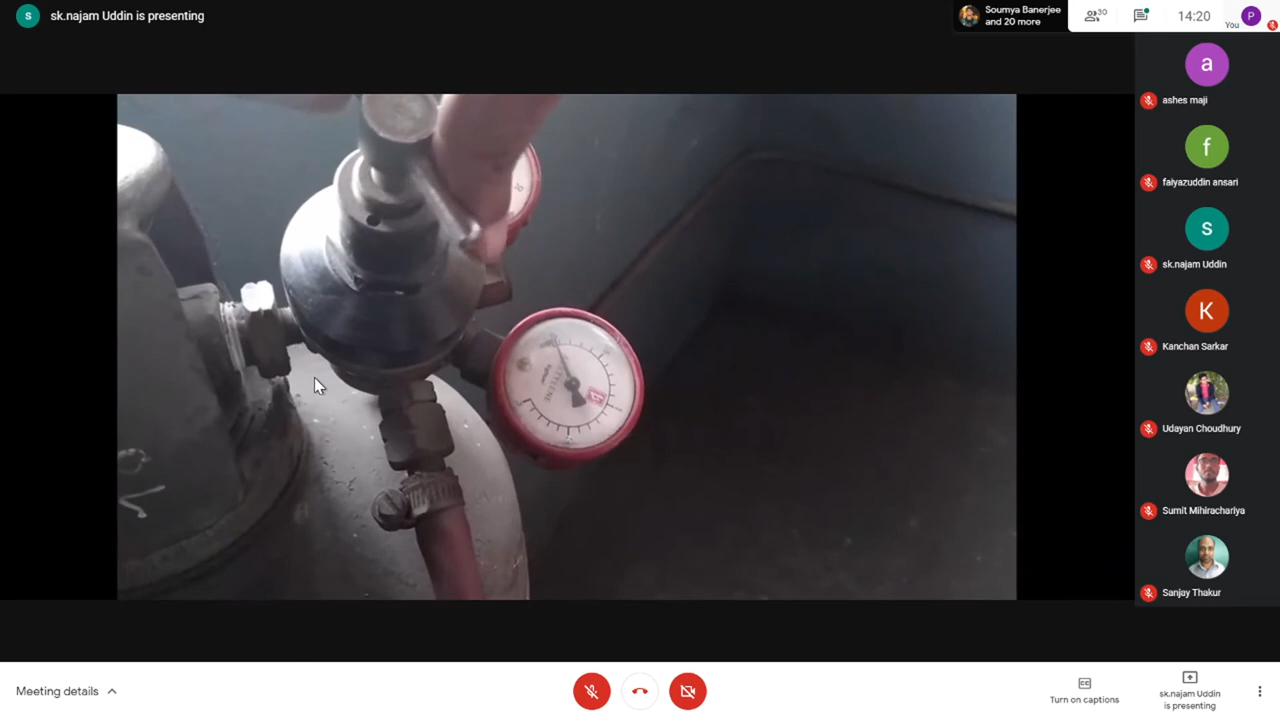 s
sk.najam Uddin is presenting
Soumya Banerjee
and 20 more
30
14:20
You
P
a
ashes maji
f
faiyazuddin ansari
s
sk.najam Uddin
K
Kanchan Sarkar
Udayan Choudhury
Sumit Mihirachariya
Sanjay Thakur
Meeting details
CC
Turn on captions
sk.najam Uddin
is presenting